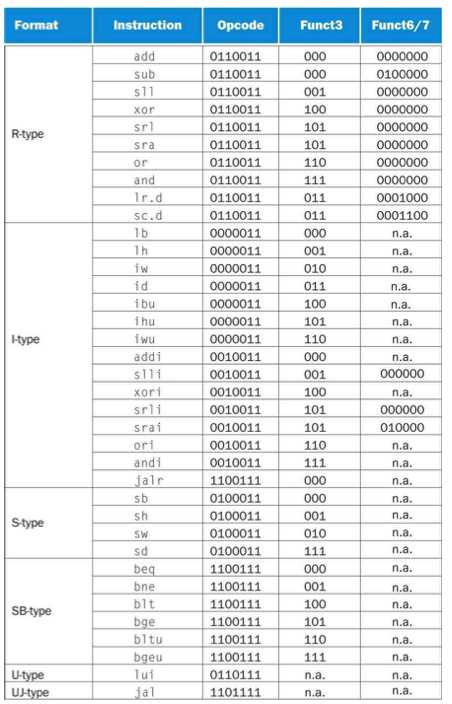 Format Instruction Opcode Funct3 Funct6/7
R-type
add 0110011 000 0000000
sub 0110011 000 0100000
sll 0110011 001 0000000
xor 0110011 100 0000000
srl 0110011 101 0000000
sra 0110011 101 0000000
or 0110011 110 0000000
and 0110011 111 0000000
lr.d 0110011 011 0001000
sc.d 0110011 011 0001100
I-type
lb 0000011 000 n.a.
lh 0000011 001 n.a.
iw 0000011 010 n.a.
id 0000011 011 n.a.
ibu 0000011 100 n.a.
ihu 0000011 101 n.a.
iwu 0000011 110 n.a.
addi 0010011 000 n.a.
slli 0010011 001 000000
xori 0010011 100 n.a.
srli 0010011 101 000000
srai 0010011 101 010000
ori 0010011 110 n.a.
andi 0010011 111 n.a.
jalr 1100111 000 n.a.
S-type
sb 0100011 000 n.a.
sh 0100011 001 n.a.
sw 0100011 010 n.a.
sd 0100011 111 n.a.
SB-type
beq 1100111 000 n.a.
bne 1100111 001 n.a.
blt 1100111 100 n.a.
bge 1100111 101 n.a.
bltu 1100111 110 n.a.
bgeu 1100111 111 n.a.
U-type lui 0110111 n.a. n.a.
UJ-type jal 1101111 n.a. n.a.